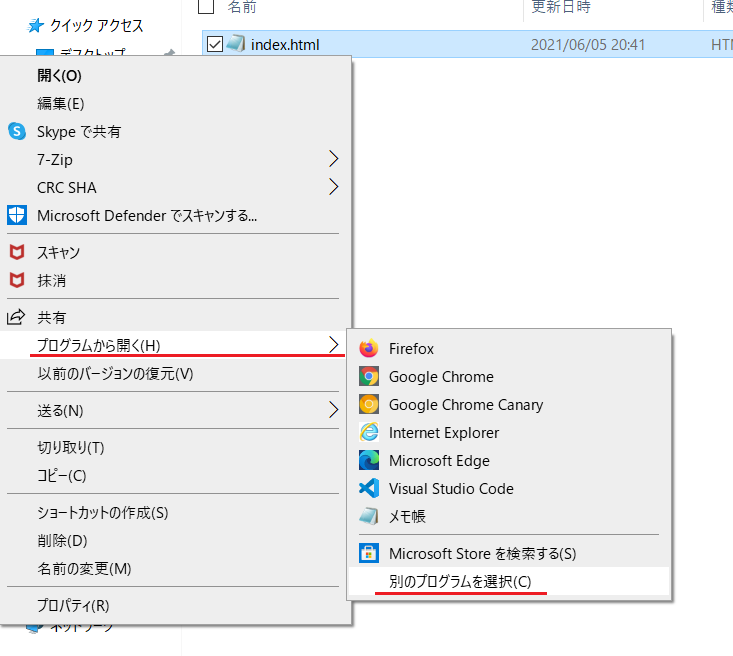 クイック アクセス
名前
更新日時
種類
デスクトップ
index.html
2021/06/05 20:41
開く(O)
編集(E)
Skype で共有
7-Zip
CRC SHA
Microsoft Defender でスキャンする...
スキャン
抹消
共有
プログラムから開く(H)
以前のバージョンの復元(V)
送る(N)
切り取り(T)
コピー(C)
ショートカットの作成(S)
削除(D)
名前の変更(M)
プロパティ(R)
Firefox
Google Chrome
Google Chrome Canary
Internet Explorer
Microsoft Edge
Visual Studio Code
メモ帳
Microsoft Store を検索する(S)
別のプログラムを選択(C)
ネットワーク